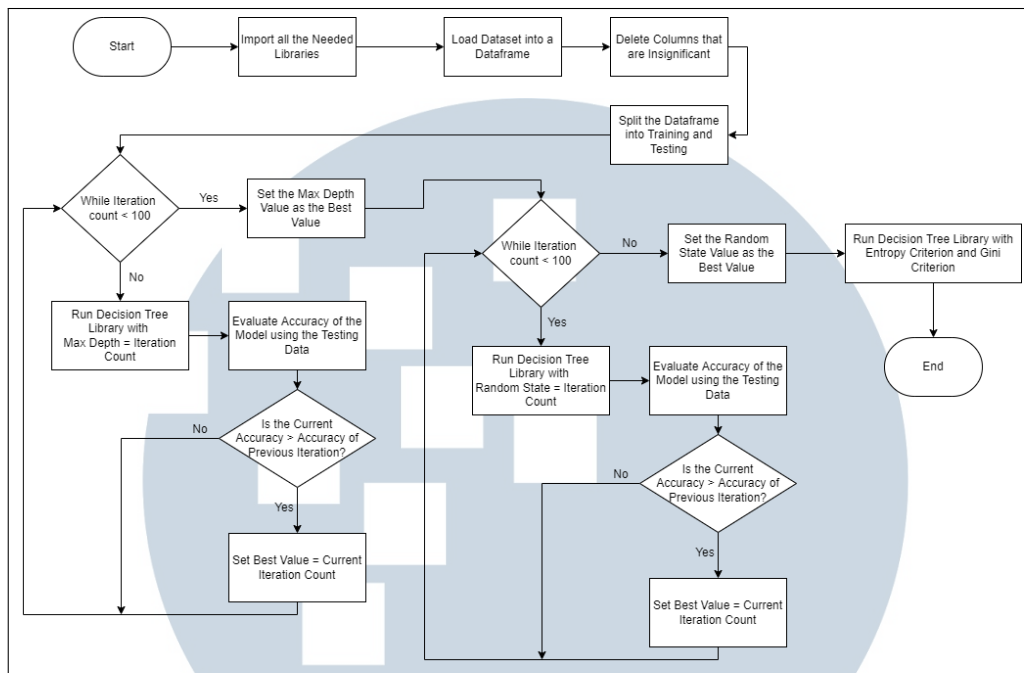 Start
Import all the Needed
Libraries
Load Dataset into a
Dataframe
Delete Columns that
are Insignificant
Split the Dataframe
into Training and
Testing
While Iteration
count < 100
Yes
Set the Max Depth
Value as the Best
Value
While Iteration
count < 100
No
Set the Random
State Value as the
Best Value
Run Decision Tree Library with
Entropy Criterion and Gini
Criterion
No
Run Decision Tree
Library with
Max Depth = Iteration
Count
Evaluate Accuracy of the
Model using the Testing
Data
Yes
Run Decision Tree
Library with
Random State = Iteration
Count
Evaluate Accuracy of the
Model using the Testing
Data
End
No
Is the Current
Accuracy > Accuracy of
Previous Iteration?
Yes
No
Is the Current
Accuracy > Accuracy of
Previous Iteration?
Yes
Set Best Value = Current
Iteration Count
Set Best Value = Current
Iteration Count